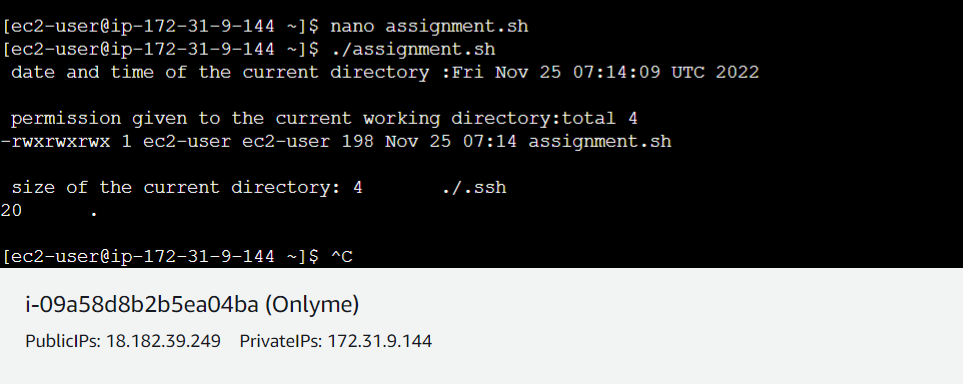 [ec2-user@ip-172-31-9-144 ~]$ nano assignment.sh
[ec2-user@ip-172-31-9-144 ~]$ ./assignment.sh
date and time of the current directory :Fri Nov 25 07:14:09 UTC 2022
permission given to the current working directory:total 4
-rwxrwxrwx 1 ec2-user ec2-user 198 Nov 25 07:14 assignment.sh
size of the current directory: 4 ./.ssh
20 .
[ec2-user@ip-172-31-9-144 ~]$ ^C
i-09a58d8b2b5ea04ba (Onlyme)
PublicIPs: 18.182.39.249 PrivateIPs: 172.31.9.144